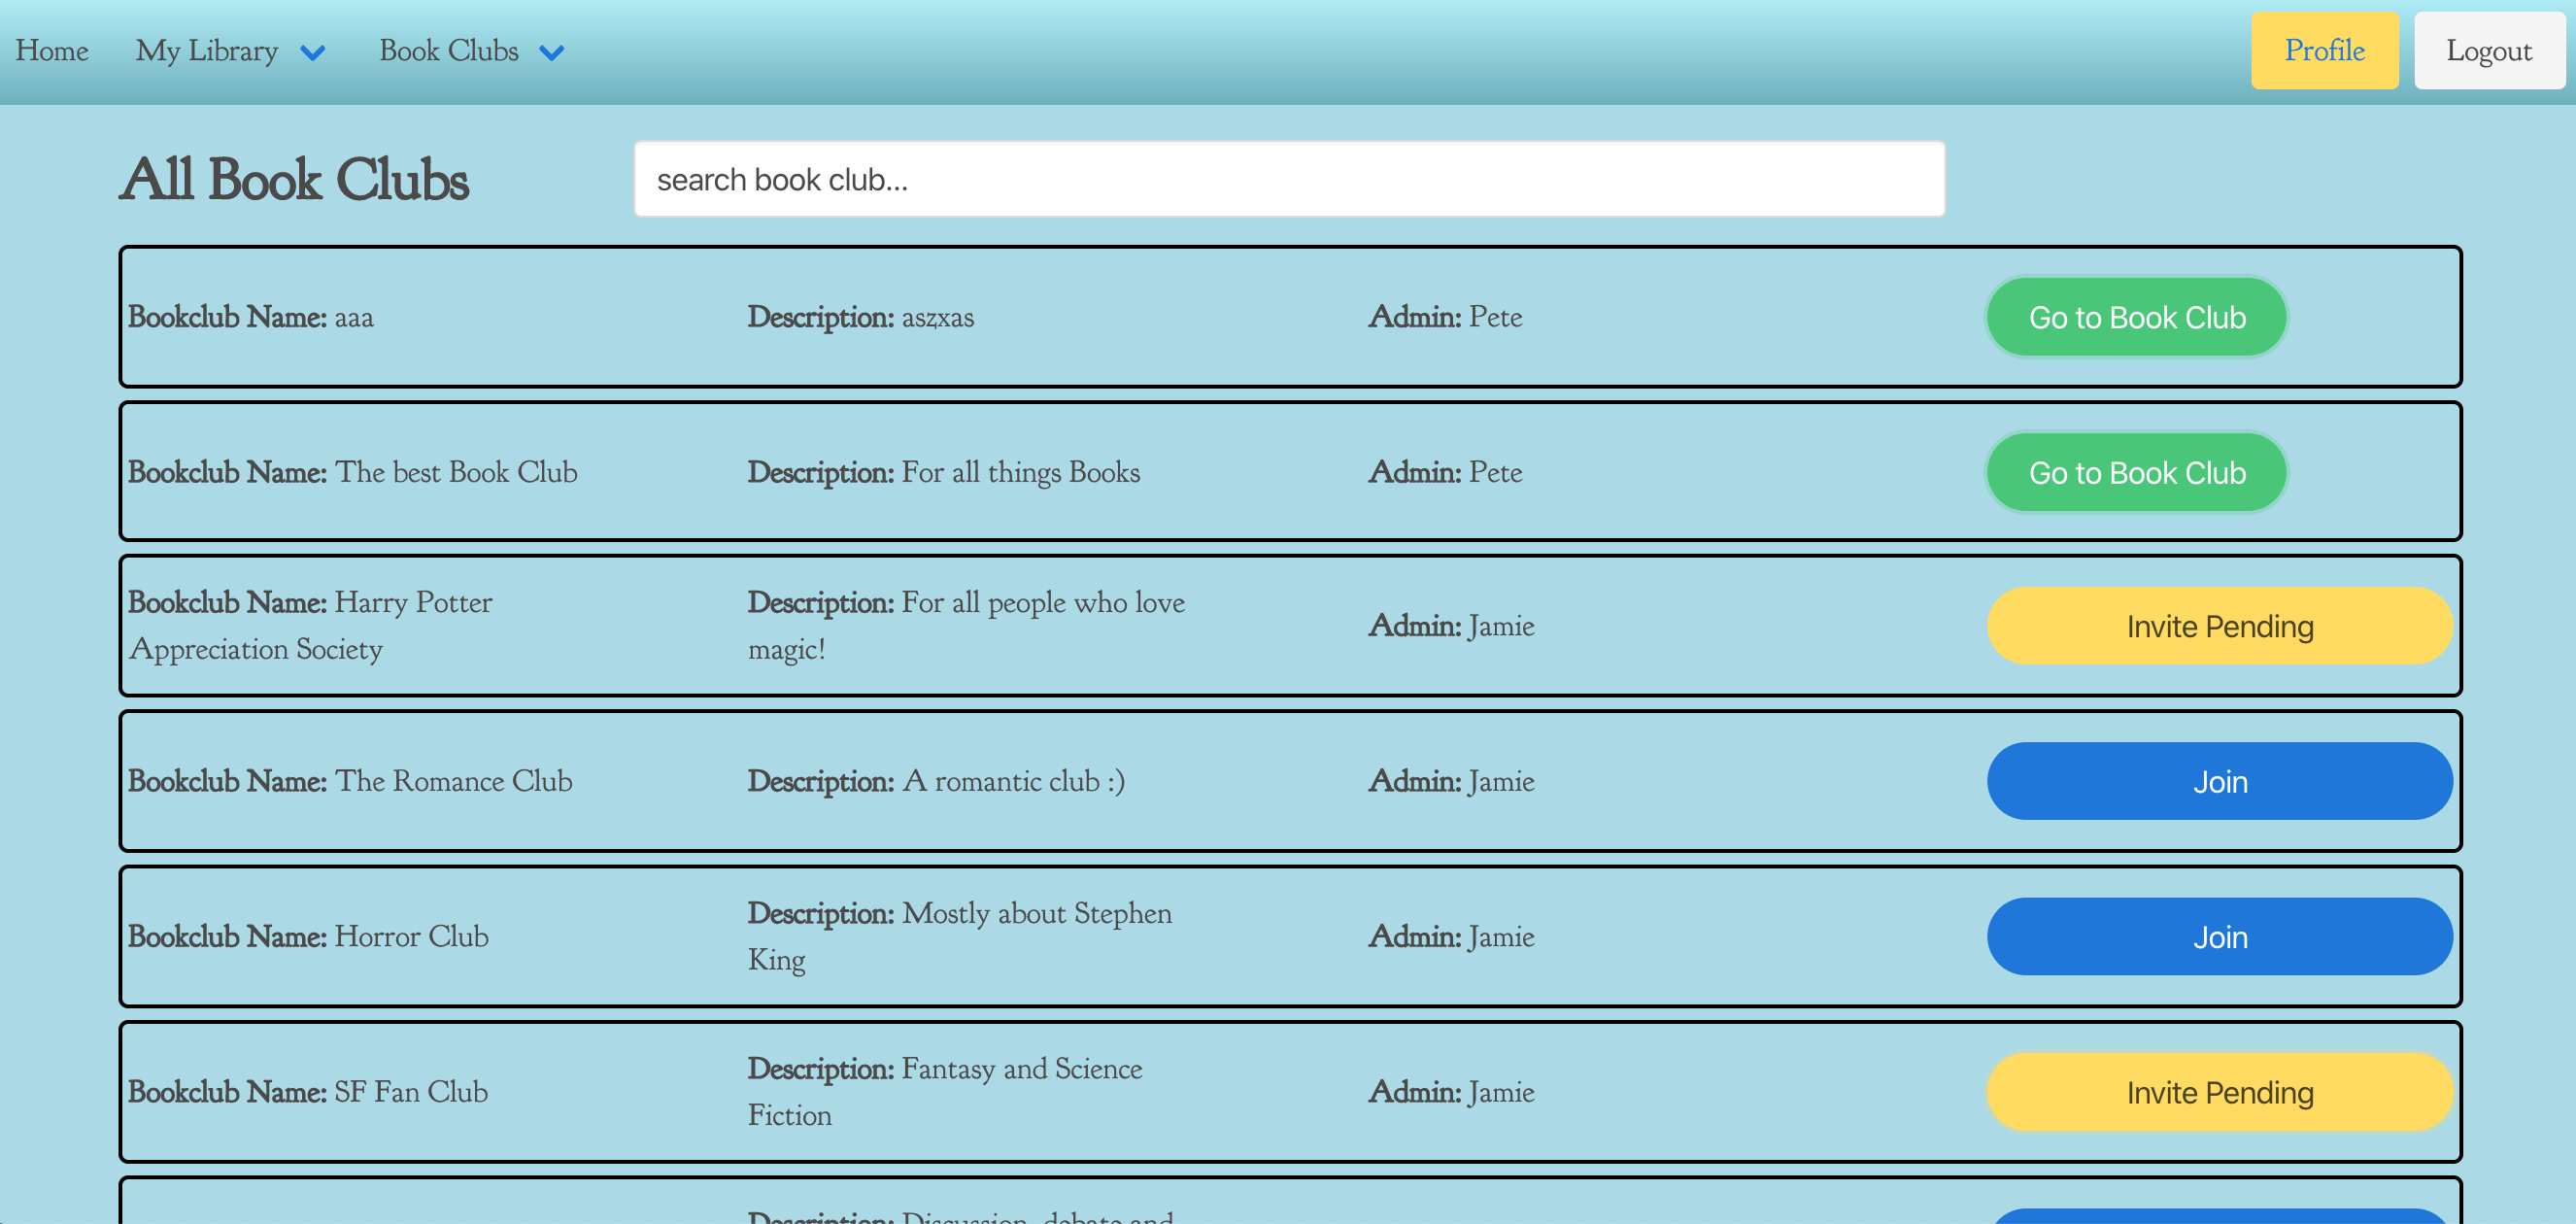 Home My Library Book Clubs Profile Logout
All Book Clubs search book club...
Bookclub Name: aaa Description: aszxas Admin: Pete Go to Book Club
Bookclub Name: The best Book Club Description: For all things Books Admin: Pete Go to Book Club
Bookclub Name: Harry Potter
Appreciation Society
Description: For all people who love
magic!
Admin: Jamie
Invite Pending
Bookclub Name: The Romance Club Description: A romantic club :) Admin: Jamie Join
Bookclub Name: Horror Club
Description: Mostly about Stephen
King
Admin: Jamie
Join
Bookclub Name: SF Fan Club
Description: Fantasy and Science
Fiction
Admin: Jamie
Invite Pending
Description: Discussion, debate and